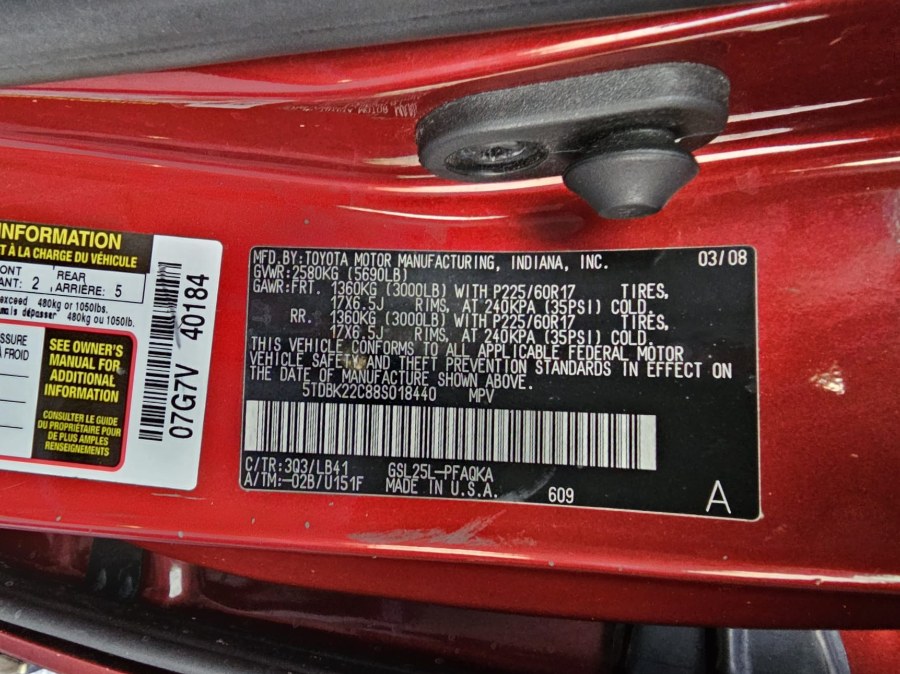 INFORMATION
T À LA CHARGE DU VÉHICULE
2 REAR
ARRIÈRE: 5
exceed 480kg or 1050lbs.
mais dépasser 480kg ou 1050lb.
À FROID
SEE OWNER'S
MANUAL FOR
ADDITIONAL
INFORMATION
CONSULTER LE GUIDE
DU PROPRIÉTAIRE
POUR DE PLUS
AMPLES
RENSEIGNEMENTS
07G7V 40184
MFD.BY:TOYOTA MOTOR MANUFACTURING, INDIANA, INC. 03/08
GVWR:2580KG (5690LB)
GAWR:FRT. 1360KG (3000LB) WITH P225/60R17 TIRES,
17X6.5J RIMS, AT 240KPA (35PSI) COLD.
RR. 1360KG (3000LB) WITH P225/60R17 TIRES,
17X6.5J RIMS, AT 240KPA (35PSI) COLD.
THIS VEHICLE CONFORMS TO ALL APPLICABLE FEDERAL MOTOR
VEHICLE SAFETY AND THEFT PREVENTION STANDARDS IN EFFECT ON
THE DATE OF MANUFACTURE SHOWN ABOVE.
5TDBK22C88S018440 MPV
C/TR:3Q3/LB41 GSL25L-PFAQKA
A/TM:-02B/U151F MADE IN U.S.A. 609 A